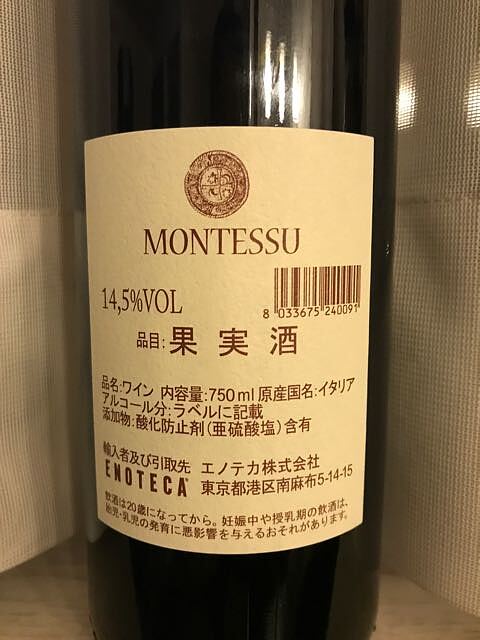 MONTESSU
14,5%VOL
8 033675 240091
品目:果実酒
品名:ワイン 内容量:750ml 原産国名:イタリア
アルコール分:ラベルに記載
添加物:酸化防止剤(亜硫酸塩)含有
輸入者及び引取先 エノテカ株式会社
ENOTECA 東京都港区南麻布5-14-15
飲酒は20歳になってから。妊娠中や授乳期の飲酒は、
胎児・乳児の発育に悪影響を与えるおそれがあります。